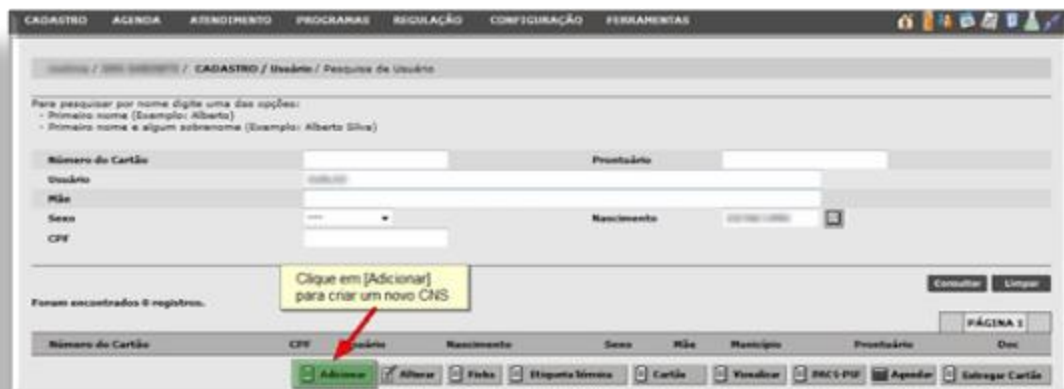 CADASTRO AGENDA ATENDIMENTO PROGRAMAS REGULAÇÃO CONFIGURAÇÃO FERRAMENTAS
/ CADASTRO / Usuário / Pesquisa de Usuário
Para pesquisar por nome digite uma das opções:
- Primeiro nome (Exemplo: Alberto)
- Primeiro nome e algum sobrenome (Exemplo: Alberto Silva)
Número do Cartão Prontuário
Usuário
Mãe
Sexo --- Nascimento
CPF
Clique em [Adicionar]
para criar um novo CNS
Consultar Limpar
Foram encontrados 0 registros.
PÁGINA 1
Número do Cartão CPF Usuário Nascimento Sexo Mãe Município Prontuário Doc
Adicionar Alterar Ficha Etiqueta Térmica Cartão Visualizar PACS-PSF Agendar Entregar Cartão